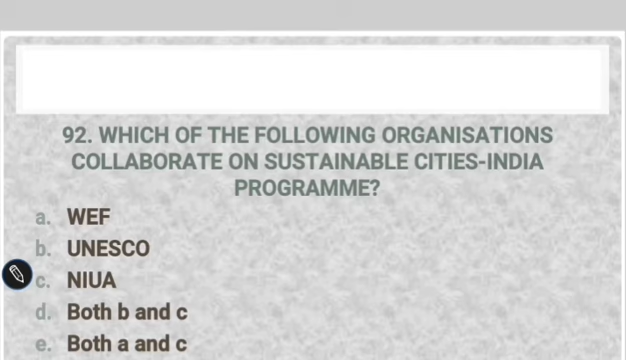 92. WHICH OF THE FOLLOWING ORGANISATIONS
COLLABORATE ON SUSTAINABLE CITIES-INDIA
PROGRAMME?
a. WEF
b. UNESCO
c. NIUA
d. Both b and c
e. Both a and c